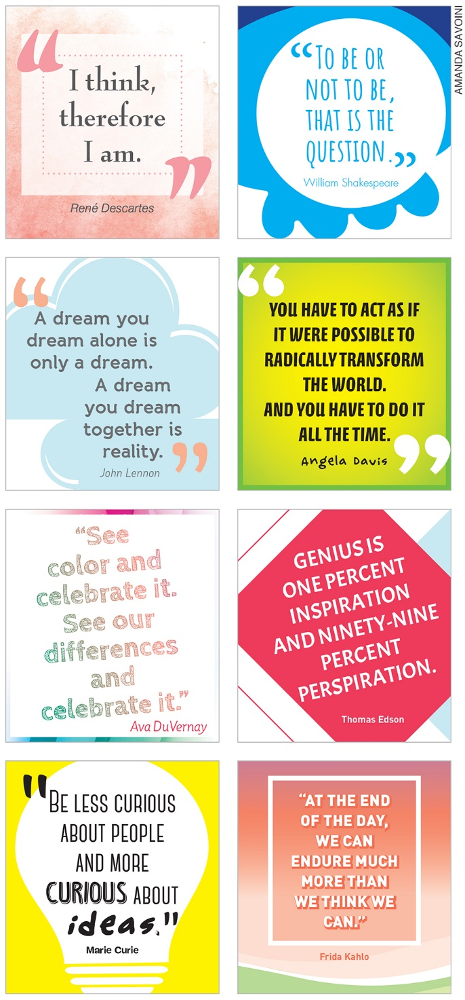 AMANDA SAVOINI
I think,
therefore
I am.
René Descartes
“To be or
not to be,
that is the
question.”
William Shakespeare
“A dream you
dream alone is
only a dream.
A dream
you dream
together is
reality.”
John Lennon
“YOU HAVE TO ACT AS IF
IT WERE POSSIBLE TO
RADICALLY TRANSFORM
THE WORLD.
AND YOU HAVE TO DO IT
ALL THE TIME.”
Angela Davis
“See
color and
celebrate it.
See our
differences
and
celebrate it.”
Ava DuVernay
GENIUS IS
ONE PERCENT
INSPIRATION
AND NINETY-NINE
PERCENT
PERSPIRATION.
Thomas Edson
"Be less curious
about people
and more
curious about
ideas."
Marie Curie
“AT THE END
OF THE DAY,
WE CAN
ENDURE MUCH
MORE THAN
WE THINK WE
CAN.”
Frida Kahlo